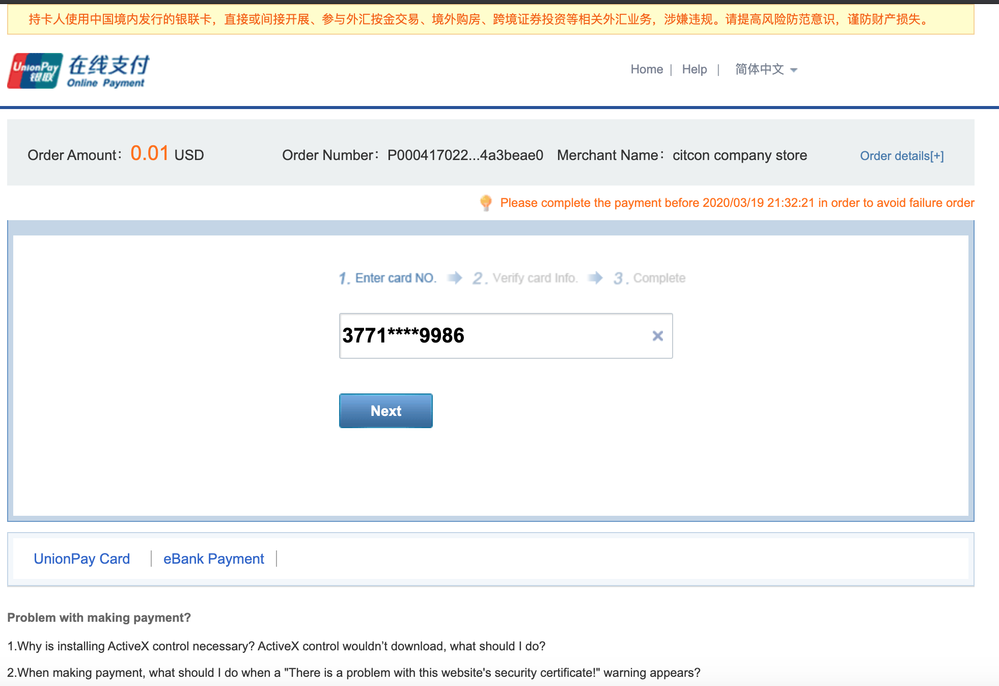 持卡人使用中国境内发行的银联卡，直接或间接开展、参与外汇按金交易、境外购房、跨境证券投资等相关外汇业务，涉嫌违规。请提高风险防范意识，谨防财产损失。
UnionPay 银联 在线支付 Online Payment
Home | Help | 简体中文
Order Amount：0.01 USD Order Number：P000417022...4a3beae0 Merchant Name：citcon company store Order details[+]
Please complete the payment before 2020/03/19 21:32:21 in order to avoid failure order
1. Enter card NO. 2. Verify card Info. 3. Complete
3771****9986
Next
UnionPay Card | eBank Payment |
Problem with making payment?
1.Why is installing ActiveX control necessary? ActiveX control wouldn’t download, what should I do?
2.When making payment, what should I do when a "There is a problem with this website's security certificate!" warning appears?